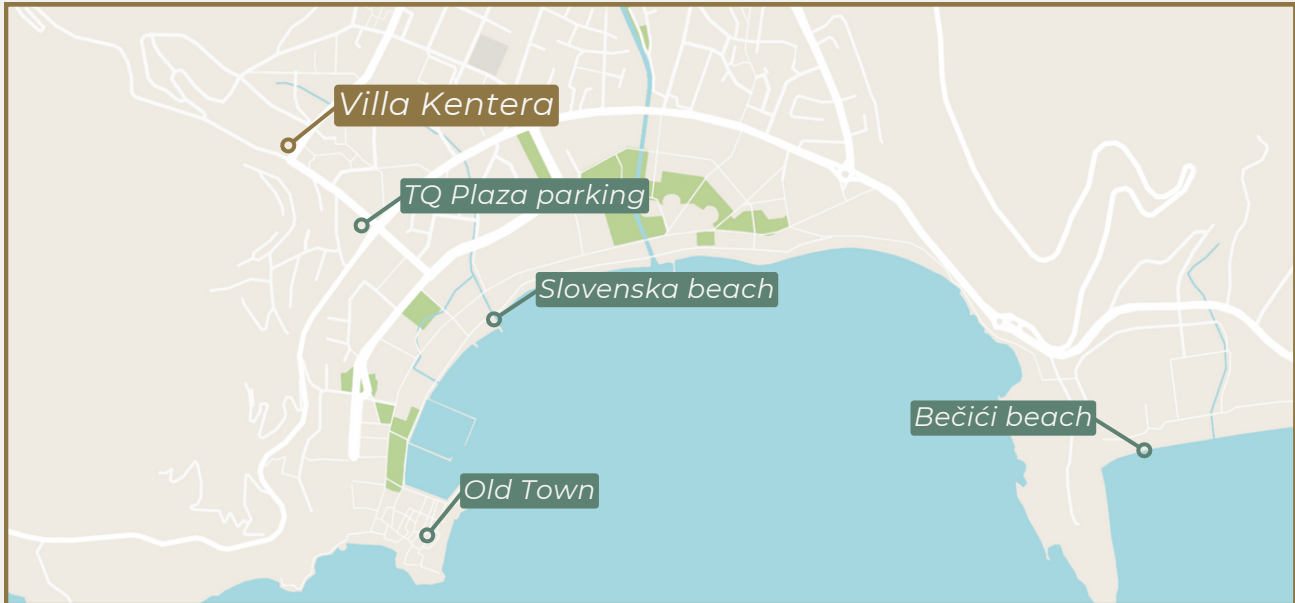 Villa Kentera
TQ Plaza parking
Slovenska beach
Bečići beach
Old Town